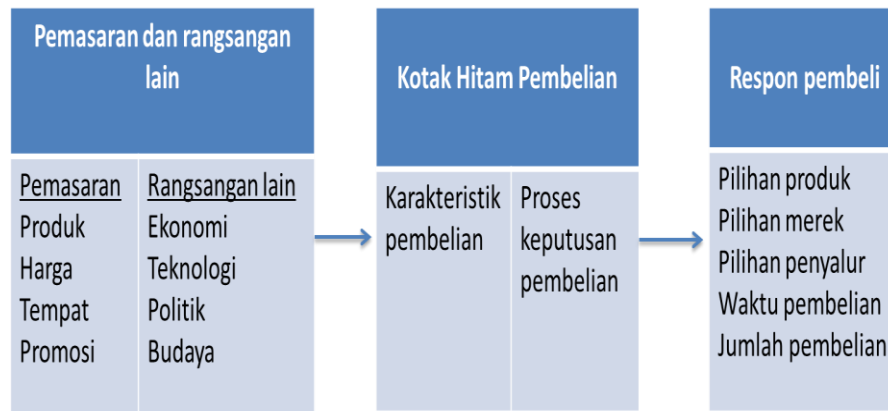 Pemasaran dan rangsangan
lain
Pemasaran
Produk
Harga
Tempat
Promosi
Rangsangan lain
Ekonomi
Teknologi
Politik
Budaya
Kotak Hitam Pembelian
Karakteristik
pembelian
Proses
keputusan
pembelian
Respon pembeli
Pilihan produk
Pilihan merek
Pilihan penyalur
Waktu pembelian
Jumlah pembelian